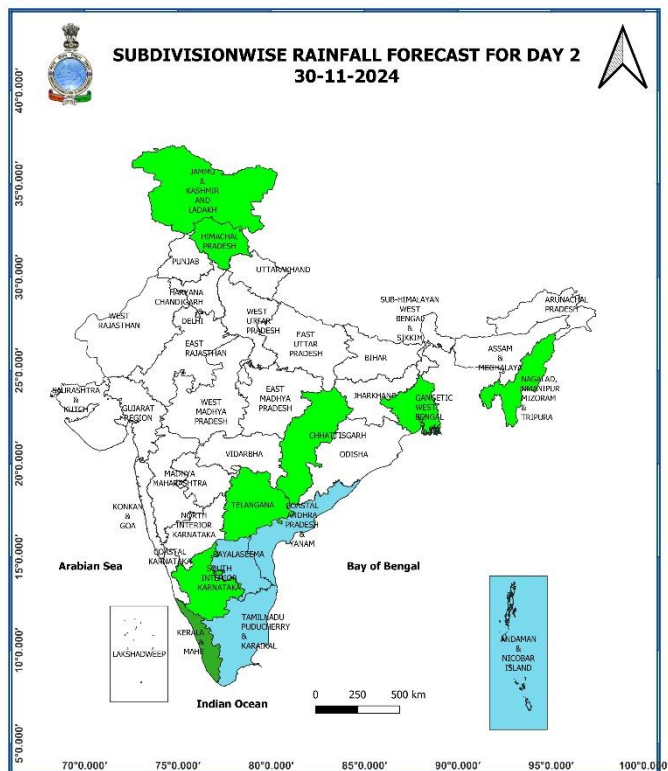 SUBDIVISIONWISE RAINFALL FORECAST FOR DAY 2
30-11-2024
40°0.000'
35°0.000'
30°0.000'
25°0.000'
20°0.000'
15°0.000'
10°0.000'
5°0.000'
JAMMU
&
KASHMIR
AND
LADAKH
HIMACHAL
PRADESH
PUNJAB
UTTARAKHAND
HARYANA
CHANDIGARH
&
DELHI
WEST
RAJASTHAN
WEST
UTTAR
PRADESH
EAST
RAJASTHAN
EAST
UTTAR
PRADESH
SUB-HIMALAYAN
WEST
BENGAL
&
SIKKIM
ARUNACHAL
PRADESH
ASSAM
&
MEGHALAYA
BIHAR
SAURASHTRA
&
KUTCH
GUJARAT
REGION
WEST
MADHYA
PRADESH
EAST
MADHYA
PRADESH
JHARKHAND
GANGETIC
WEST
BENGAL
MIZORAM
&
TRIPURA
CHHATTISGARH
VIDARBHA
ODISHA
MADHYA
MAHARASHTRA
KONKAN
&
GOA
TELANGANA
COASTAL
ANDHRA
PRADESH
&
YANAM
NORTH
INTERIOR
KARNATAKA
COASTAL
KARNATAKA
RAYALASEEMA
SOUTH
INTERIOR
KARNATAKA
Arabian Sea
Bay of Bengal
KERALA
&
MAHE
TAMILNADU
PUDUCHERRY
&
KARAIKAL
LAKSHADWEEP
ANDAMAN
&
NICOBAR
ISLAND
Indian Ocean
0 250 500 km
70°0.000' 75°0.000' 80°0.000' 85°0.000' 90°0.000' 95°0.000' 100°0.000'